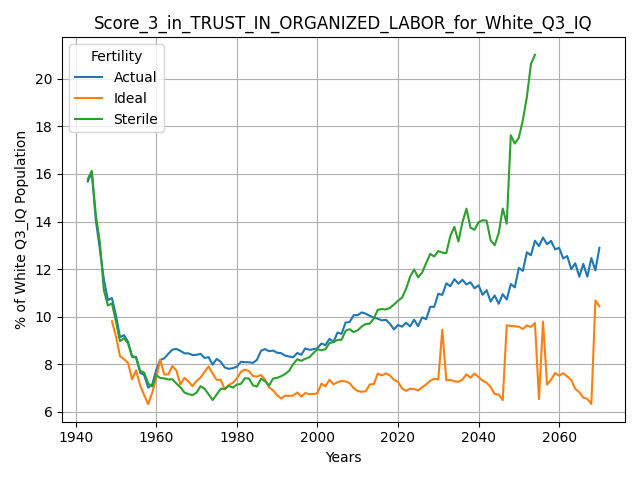 Score_3_in_TRUST_IN_ORGANIZED_LABOR_for_White_Q3_IQ
Fertility
Actual
Ideal
Sterile
% of White Q3_IQ Population
20
18
16
14
12
10
8
6
1940
1960
1980
2000
2020
2040
2060
Years